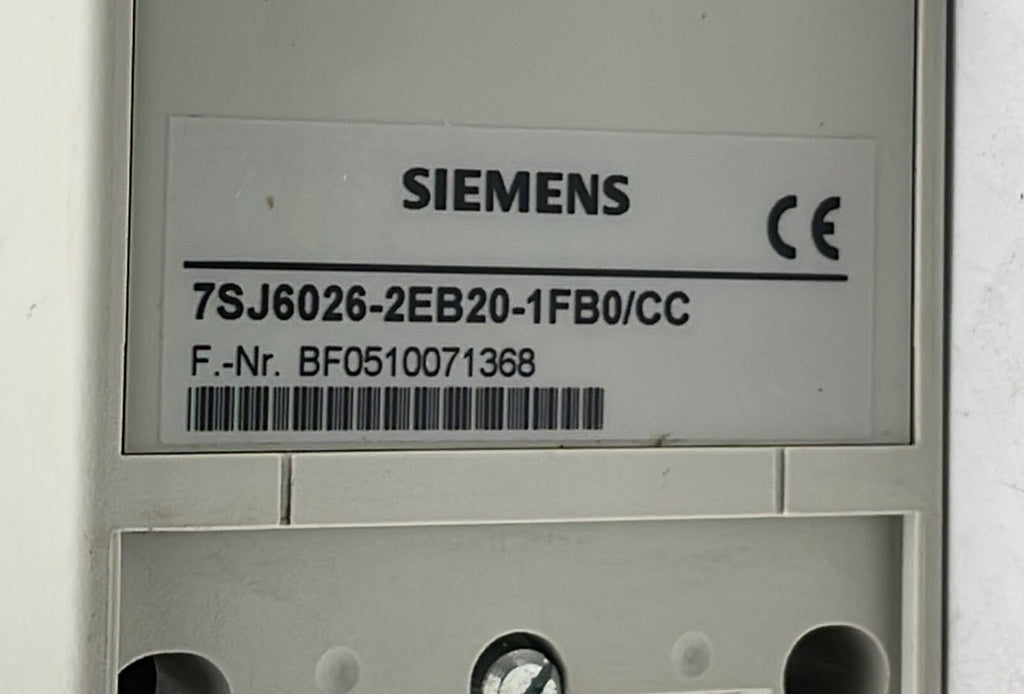 SIEMENS
CE
7SJ6026-2EB20-1FB0/CC
F.-Nr. BF0510071368